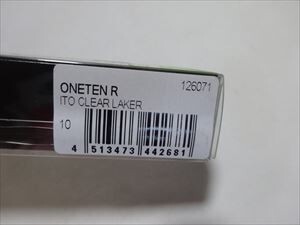 ONETEN R 126071
ITO CLEAR LAKER
10
4 513473 442681